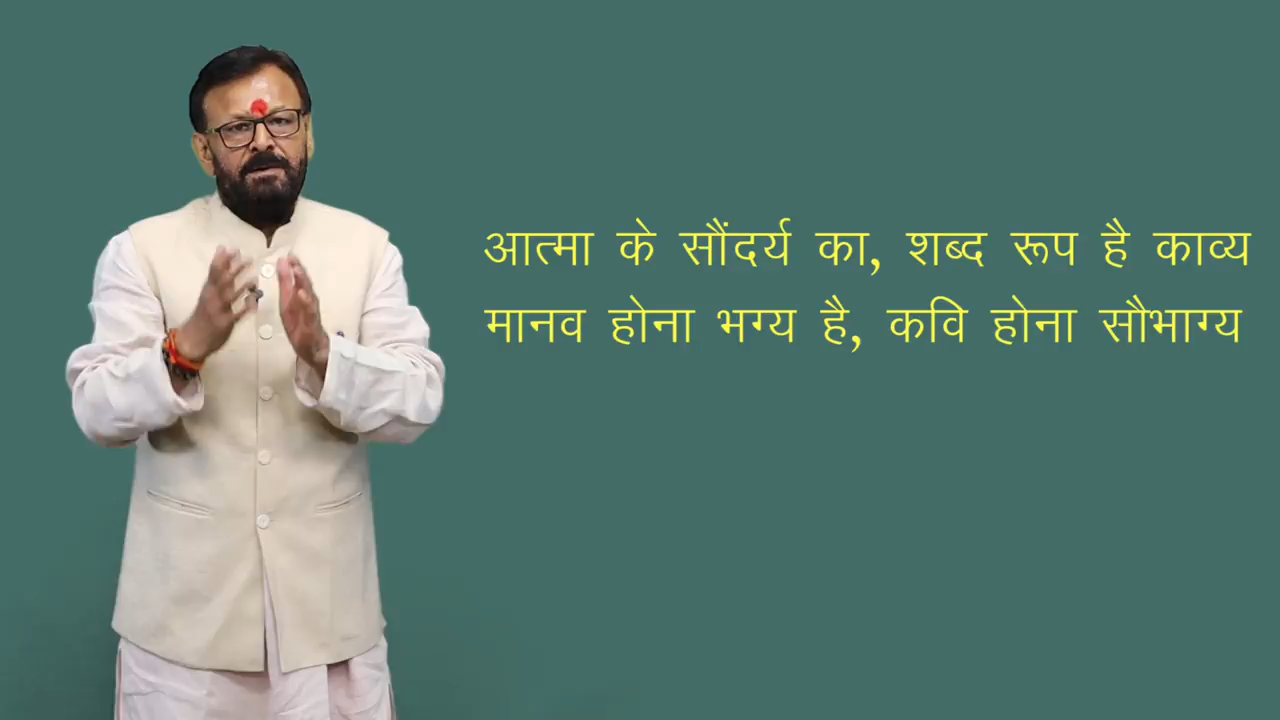 आत्मा के सौंदर्य का, शब्द रूप है काव्य
मानव होना भग्य है, कवि होना सौभाग्य